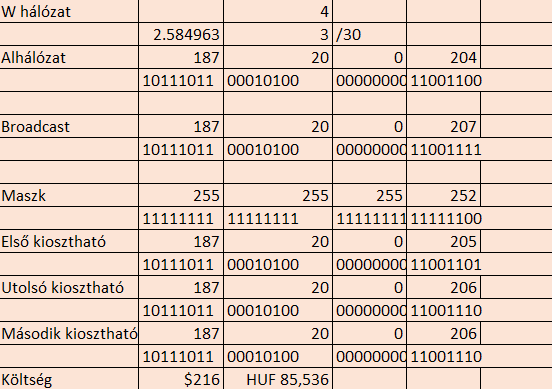 W hálózat 4
2.584963 3 /30
Alhálózat 187 20 0 204
10111011 00010100 00000000 11001100
Broadcast 187 20 0 207
10111011 00010100 00000000 11001111
Maszk 255 255 255 252
11111111 11111111 11111111 11111100
Első kiosztható 187 20 0 205
10111011 00010100 00000000 11001101
Utolsó kiosztható 187 20 0 206
10111011 00010100 00000000 11001110
Második kiosztható 187 20 0 206
10111011 00010100 00000000 11001110
Költség $216 HUF 85,536